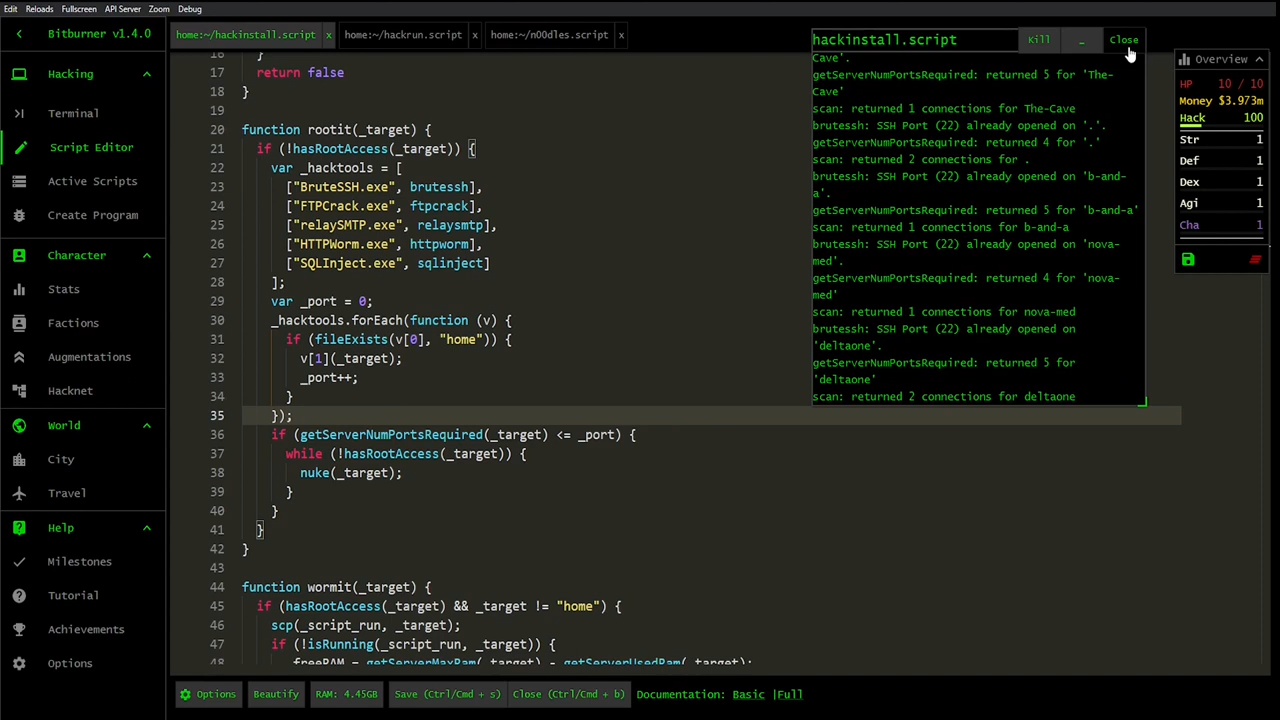 Edit Reloads Fullscreen API Server Zoom Debug
Bitburner v1.4.0
Hacking
Terminal
Script Editor
Active Scripts
Create Program
Character
Stats
Factions
Augmentations
Hacknet
World
City
Travel
Help
Milestones
Tutorial
Achievements
Options
home:~/hackinstall.script x home:~/hackrun.script x home:~/n00dles.script x
16 }
17 return false
18 }
19
20 function rootit(_target) {
21 if (!hasRootAccess(_target)) {
22 var _hacktools = [
23 ["BruteSSH.exe", brutessh],
24 ["FTPCrack.exe", ftpcrack],
25 ["relaySMTP.exe", relaysmtp],
26 ["HTTPWorm.exe", httpworm],
27 ["SQLInject.exe", sqlinject]
28 ];
29 var _port = 0;
30 _hacktools.forEach(function (v) {
31 if (fileExists(v[0], "home")) {
32 v[1](_target);
33 _port++;
34 }
35 });
36 if (getServerNumPortsRequired(_target) <= _port) {
37 while (!hasRootAccess(_target)) {
38 nuke(_target);
39 }
40 }
41 }
42 }
43
44 function wormit(_target) {
45 if (hasRootAccess(_target) && _target != "home") {
46 scp(_script_run, _target);
47 if (!isRunning(_script_run, _target)) {
48 freeRAM = getServerMaxRam(_target) - getServerUsedRam(_target);
hackinstall.script Kill _ Close
Cave'.
getServerNumPortsRequired: returned 5 for 'The-
Cave'
scan: returned 1 connections for The-Cave
brutessh: SSH Port (22) already opened on '.'.
getServerNumPortsRequired: returned 4 for '.'
scan: returned 2 connections for .
brutessh: SSH Port (22) already opened on 'b-and-
a'.
getServerNumPortsRequired: returned 5 for 'b-and-a'
scan: returned 1 connections for b-and-a
brutessh: SSH Port (22) already opened on 'nova-
med'.
getServerNumPortsRequired: returned 4 for 'nova-
med'
scan: returned 1 connections for nova-med
brutessh: SSH Port (22) already opened on
'deltaone'.
getServerNumPortsRequired: returned 5 for
'deltaone'
scan: returned 2 connections for deltaone
Overview
HP 10 / 10
Money $3.973m
Hack 100
Str 1
Def 1
Dex 1
Agi 1
Cha 1
Options Beautify RAM: 4.45GB Save (Ctrl/Cmd + s) Close (Ctrl/Cmd + b) Documentation: Basic |Full